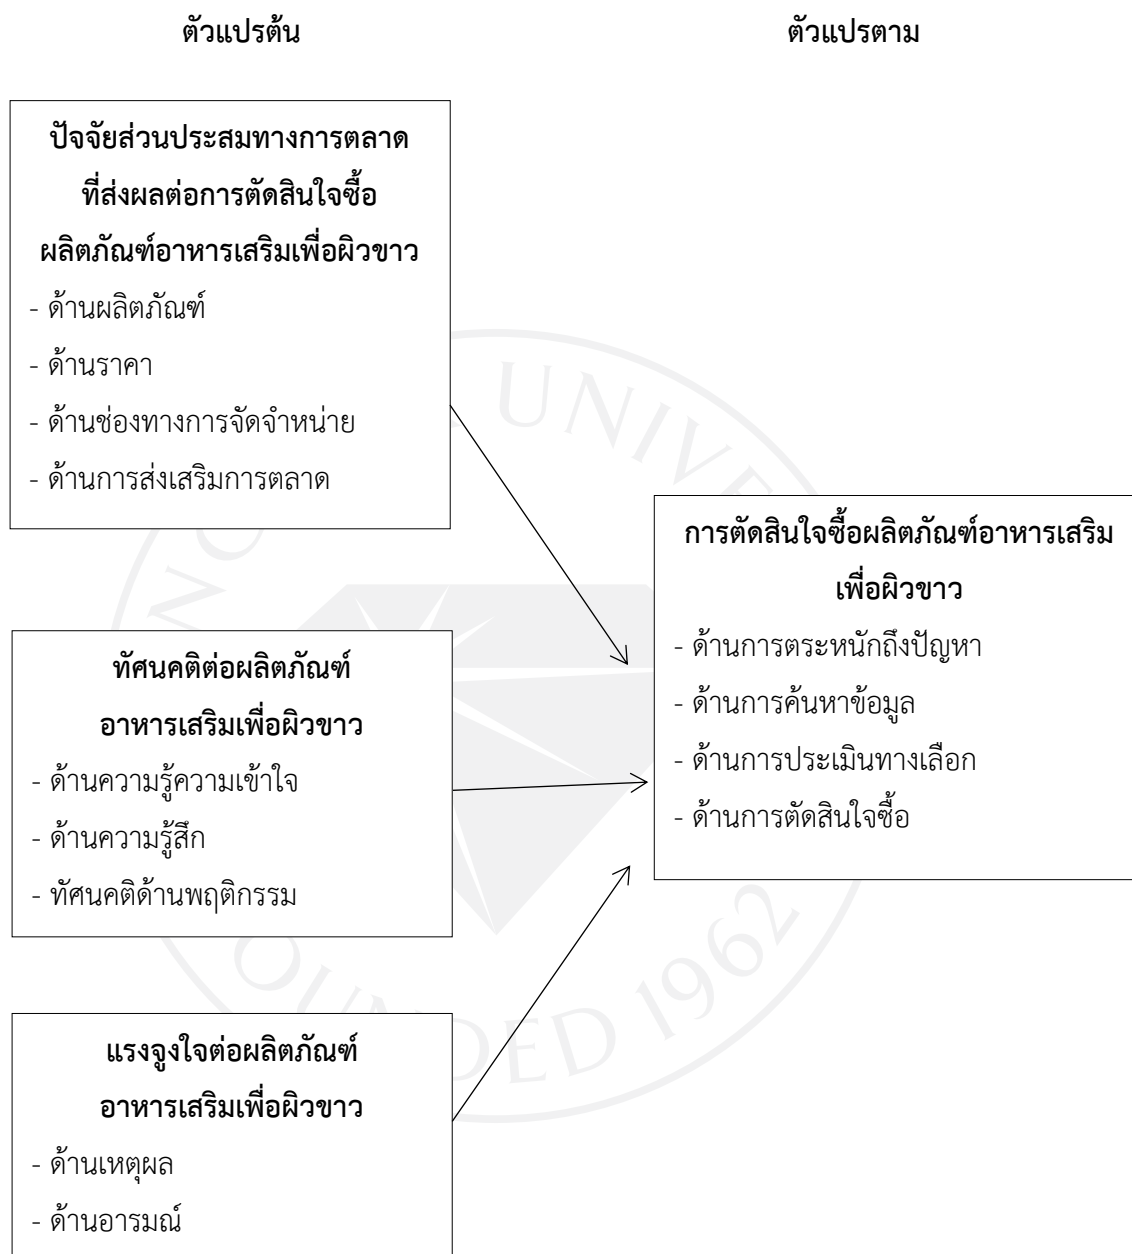 ตัวแปรต้น
ตัวแปรตาม
ปัจจัยส่วนประสมทางการตลาด
ที่ส่งผลต่อการตัดสินใจซื้อ
ผลิตภัณฑ์อาหารเสริมเพื่อผิวขาว
- ด้านผลิตภัณฑ์
- ด้านราคา
- ด้านช่องทางการจัดจำหน่าย
- ด้านการส่งเสริมการตลาด
ทัศนคติต่อผลิตภัณฑ์
อาหารเสริมเพื่อผิวขาว
- ด้านความรู้ความเข้าใจ
- ด้านความรู้สึก
- ทัศนคติด้านพฤติกรรม
แรงจูงใจต่อผลิตภัณฑ์
อาหารเสริมเพื่อผิวขาว
- ด้านเหตุผล
- ด้านอารมณ์
การตัดสินใจซื้อผลิตภัณฑ์อาหารเสริม
เพื่อผิวขาว
- ด้านการตระหนักถึงปัญหา
- ด้านการค้นหาข้อมูล
- ด้านการประเมินทางเลือก
- ด้านการตัดสินใจซื้อ
1962